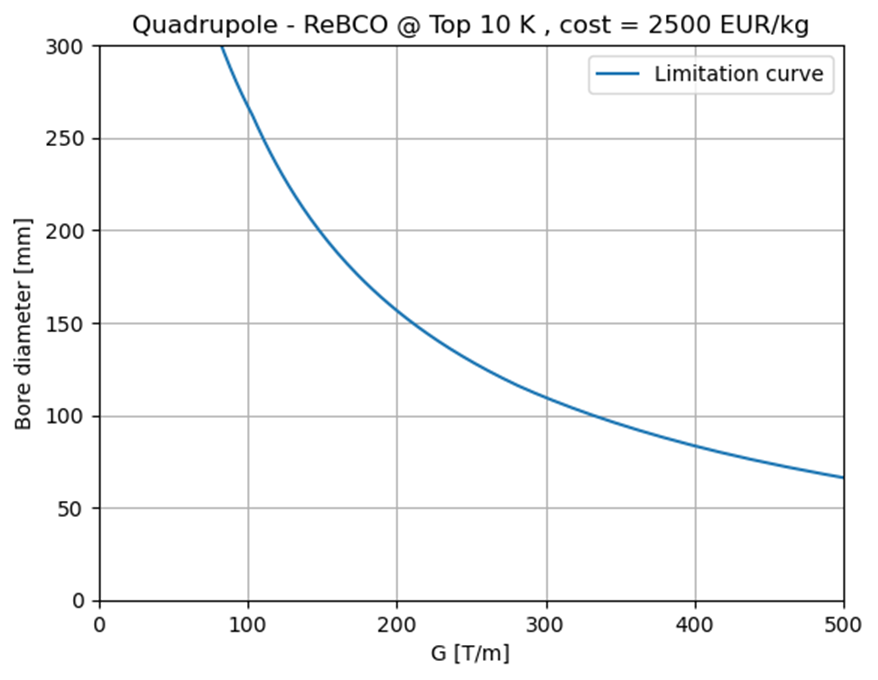 Quadrupole - ReBCO @ Top 10 K , cost = 2500 EUR/kg
Limitation curve
Bore diameter [mm]
300
250
200
150
100
50
0
0 100 200 300 400 500
G [T/m]